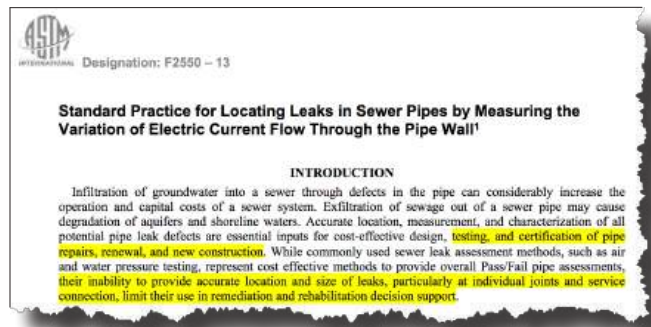 ASTM
INTERNATIONAL
Designation: F2550 – 13
Standard Practice for Locating Leaks in Sewer Pipes by Measuring the
Variation of Electric Current Flow Through the Pipe Wall¹
INTRODUCTION
Infiltration of groundwater into a sewer through defects in the pipe can considerably increase the
operation and capital costs of a sewer system. Exfiltration of sewage out of a sewer pipe may cause
degradation of aquifers and shoreline waters. Accurate location, measurement, and characterization of all
potential pipe leak defects are essential inputs for cost-effective design, testing, and certification of pipe
repairs, renewal, and new construction. While commonly used sewer leak assessment methods, such as air
and water pressure testing, represent cost effective methods to provide overall Pass/Fail pipe assessments,
their inability to provide accurate location and size of leaks, particularly at individual joints and service
connection, limit their use in remediation and rehabilitation decision support.